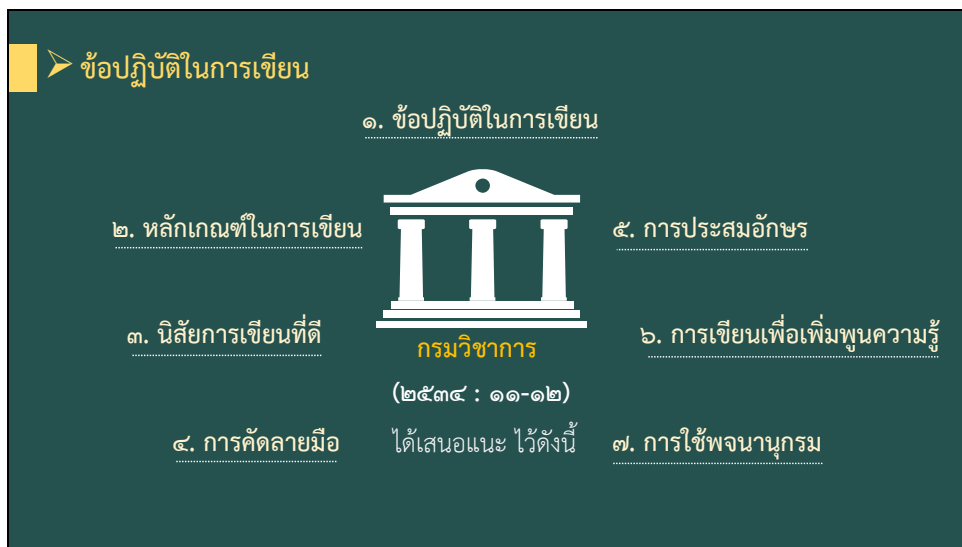 ข้อปฏิบัติในการเขียน
๑. ข้อปฏิบัติในการเขียน
๒. หลักเกณฑ์ในการเขียน
๓. นิสัยการเขียนที่ดี
๔. การคัดลายมือ
กรมวิชาการ
(๒๕๓๔ : ๑๑-๑๒)
ได้เสนอแนะ ไว้ดังนี้
๕. การประสมอักษร
๖. การเขียนเพื่อเพิ่มพูนความรู้
๗. การใช้พจนานุกรม